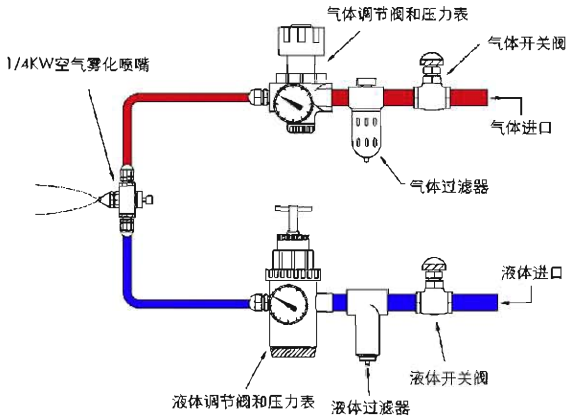 气体调节阀和压力表
气体开关阀
1/4KW空气雾化喷嘴
气体进口
气体过滤器
液体进口
液体开关阀
液体调节阀和压力表
液体过滤器